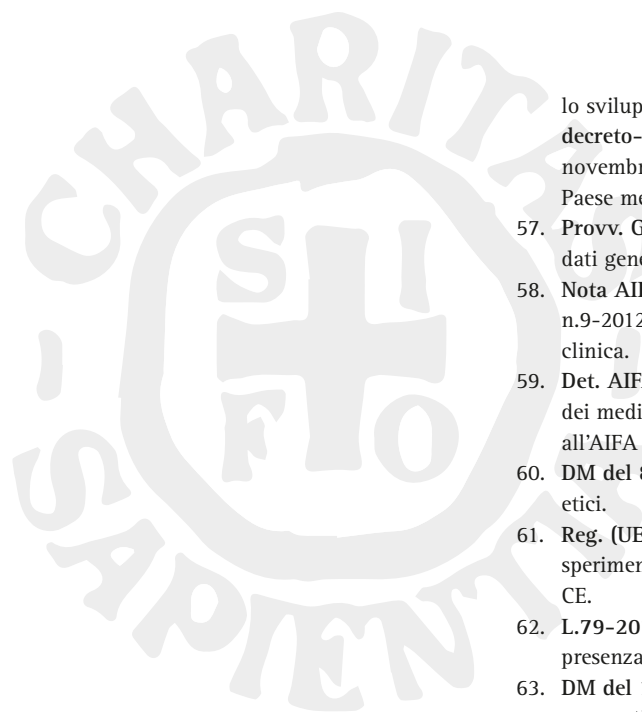 CHARITAS
SIFO
- SAPIENTIS -
lo svilup
decreto-
novembr
Paese me
57. Provv. G
dati gene
58. Nota AIF
n.9-2012
clinica.
59. Det. AIF
dei medi
all'AIFA
60. DM del 8
etici.
61. Reg. (UE
sperimer
CE.
62. L.79-20
presenza
63. DM del